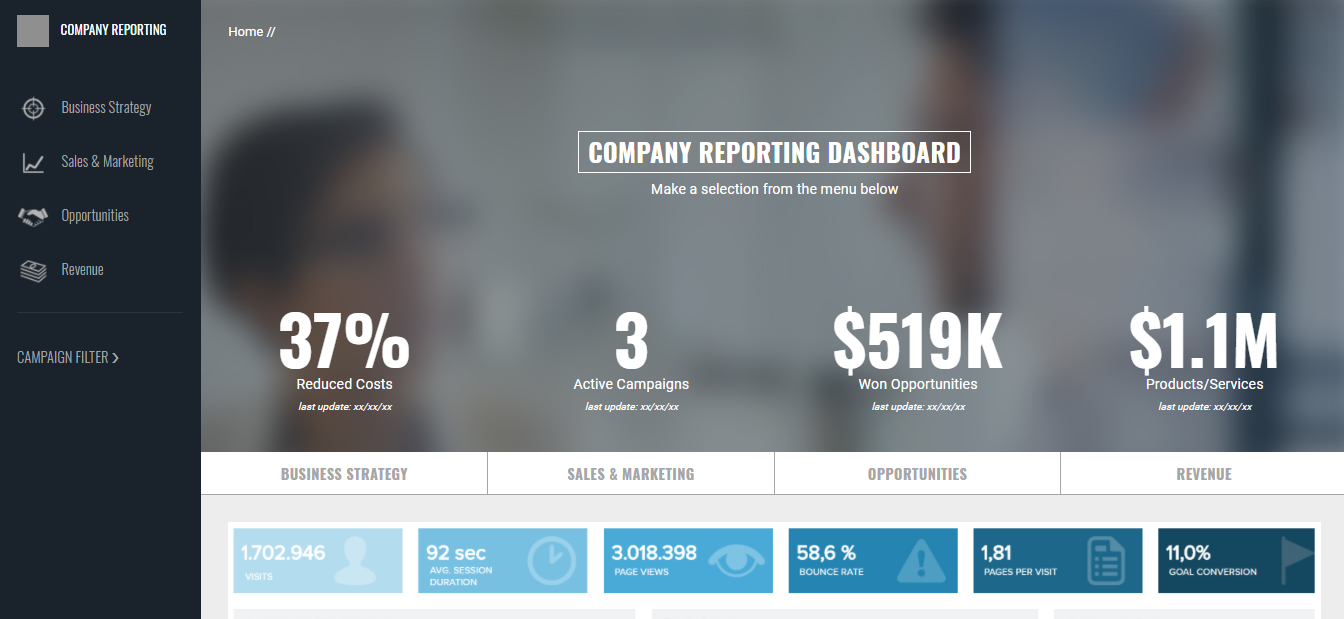 COMPANY REPORTING
Business Strategy
Sales & Marketing
Opportunities
Revenue
CAMPAIGN FILTER ❯
Home //
COMPANY REPORTING DASHBOARD
Make a selection from the menu below
37%
Reduced Costs
last update: xx/xx/xx
3
Active Campaigns
last update: xx/xx/xx
$519K
Won Opportunities
last update: xx/xx/xx
$1.1M
Products/Services
last update: xx/xx/xx
BUSINESS STRATEGY
SALES & MARKETING
OPPORTUNITIES
REVENUE
1.702.946
VISITS
92 sec
AVG. SESSION
DURATION
3.018.398
PAGE VIEWS
58,6 %
BOUNCE RATE
1,81
PAGES PER VISIT
11,0%
GOAL CONVERSION